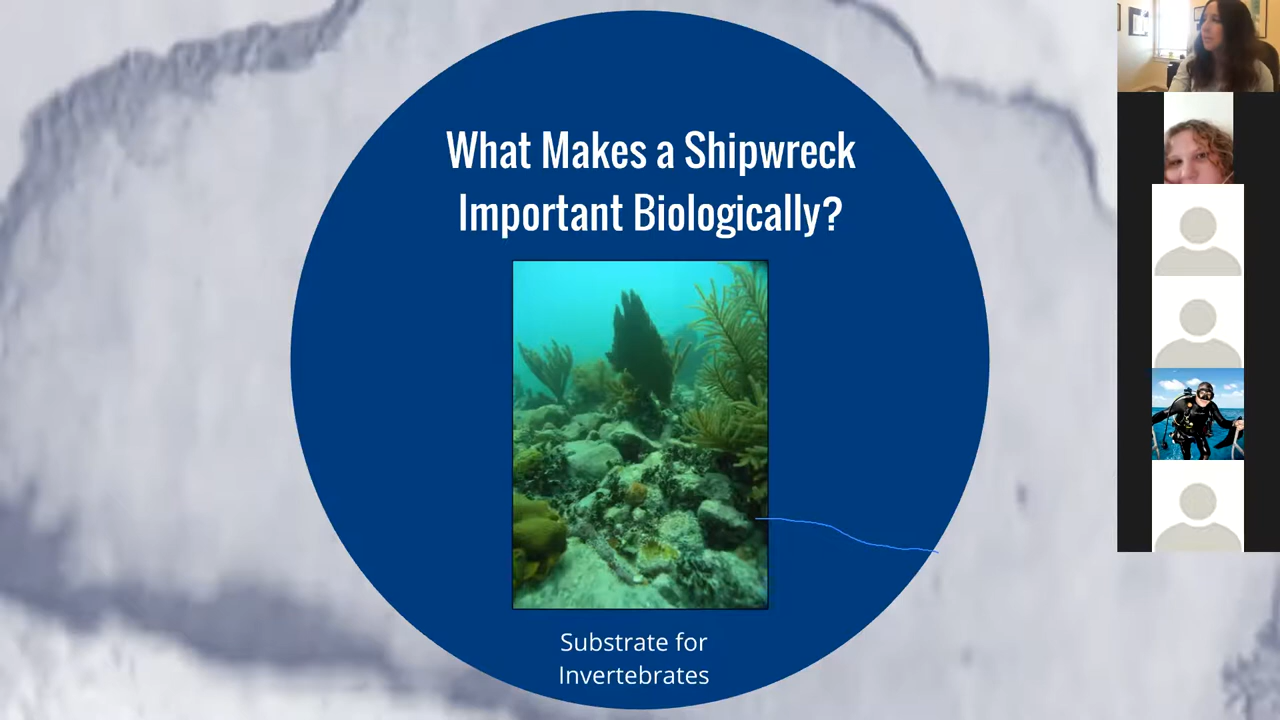 What Makes a Shipwreck
Important Biologically?
Substrate for
Invertebrates